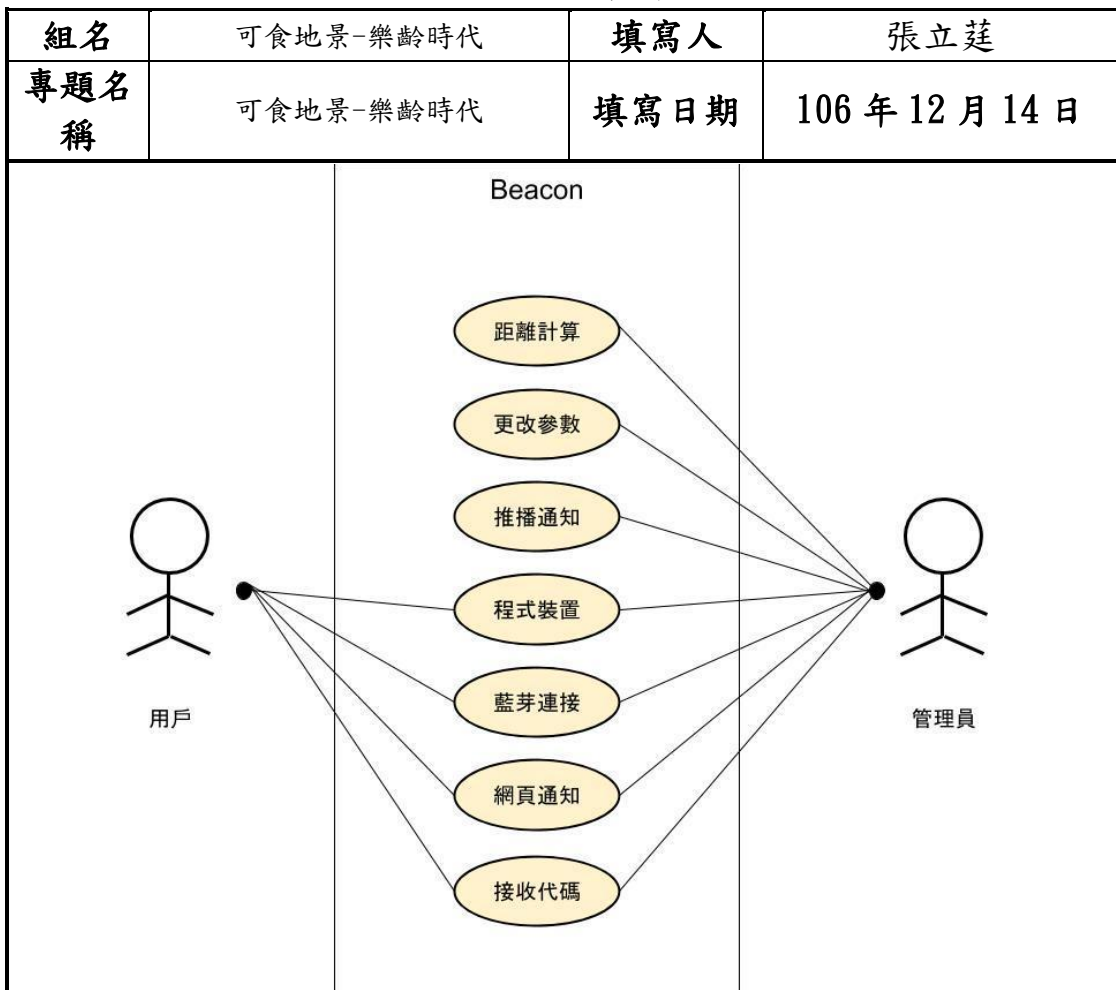 組名 可食地景-樂齡時代 填寫人 張立莛
專題名稱 可食地景-樂齡時代 填寫日期 106 年 12 月 14 日
Beacon
距離計算
更改參數
推播通知
程式裝置
藍芽連接
用戶
管理員
網頁通知
接收代碼